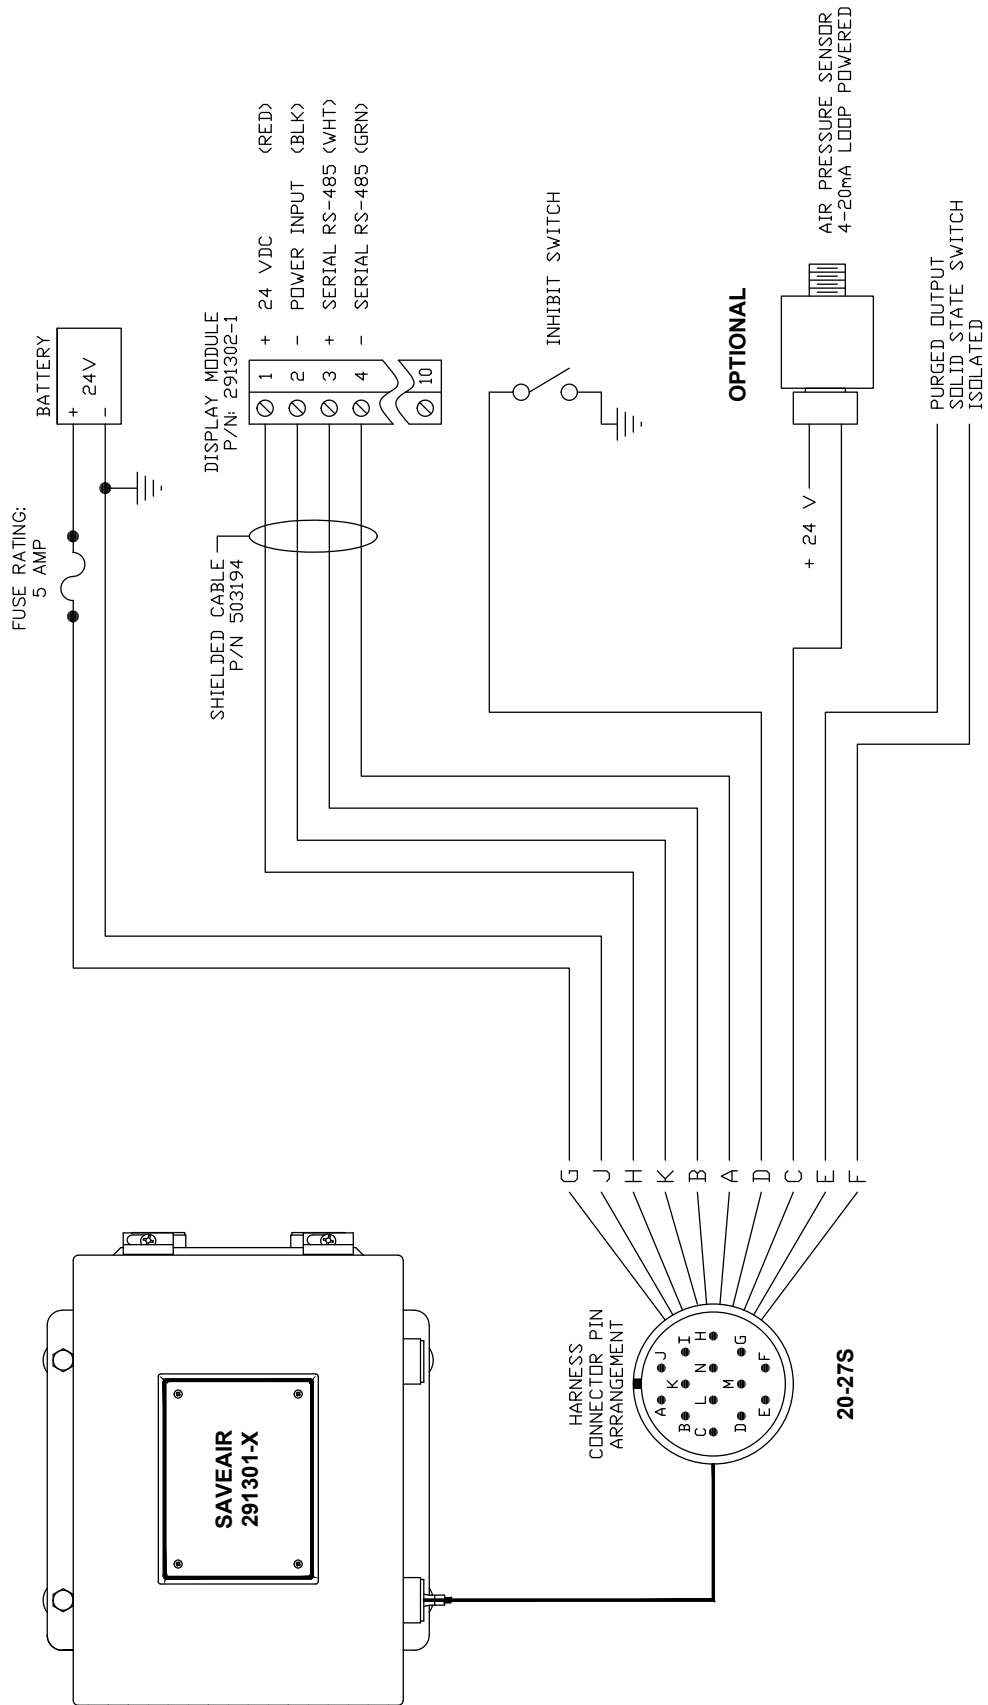 FUSE RATING:
5 AMP
BATTERY
+
24V
-
SHIELDED CABLE
P/N 503194
DISPLAY MODULE
P/N: 291302-1
1 + 24 VDC (RED)
2 - POWER INPUT (BLK)
3 + SERIAL RS-485 (WHT)
4 - SERIAL RS-485 (GRN)
10
INHIBIT SWITCH
OPTIONAL
+ 24 V
AIR PRESSURE SENSOR
4-20mA LOOP POWERED
PURGED OUTPUT
SOLID STATE SWITCH
ISOLATED
SAVEAIR
291301-X
HARNESS
CONNECTOR PIN
ARRANGEMENT
A J
B K I
C L N H
D M G
E F
20-27S
G
J
H
K
B
A
D
C
E
F